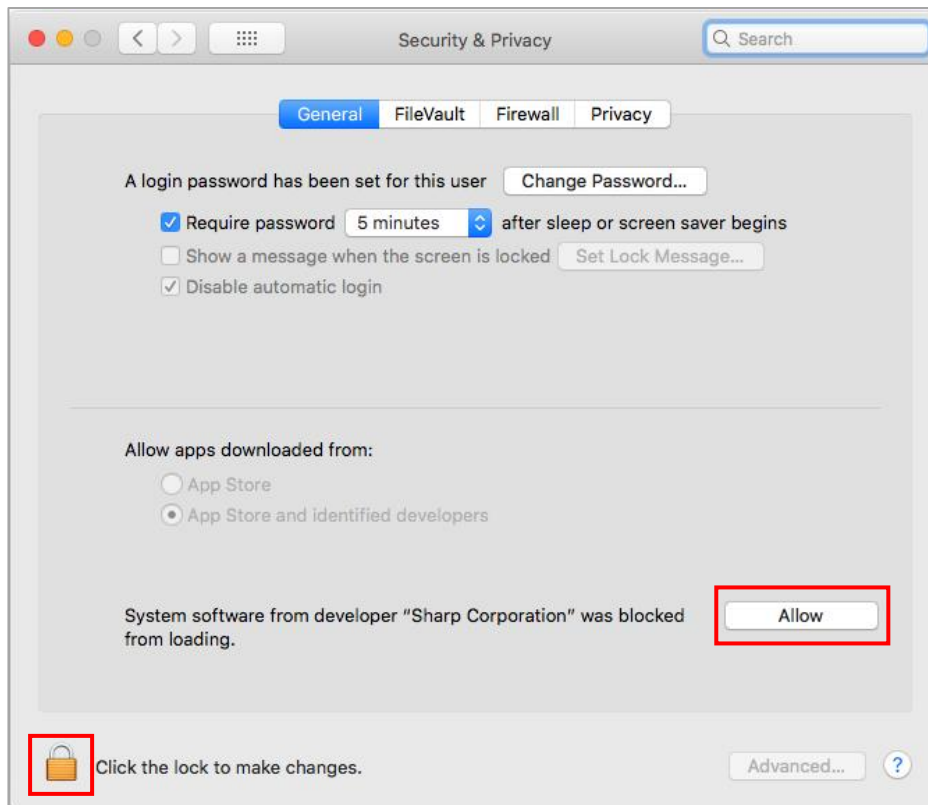 Security & Privacy
Search
General FileVault Firewall Privacy
A login password has been set for this user Change Password...
Require password 5 minutes after sleep or screen saver begins
Show a message when the screen is locked Set Lock Message...
Disable automatic login
Allow apps downloaded from:
App Store
App Store and identified developers
System software from developer “Sharp Corporation” was blocked
from loading.
Allow
Click the lock to make changes.
Advanced... ?